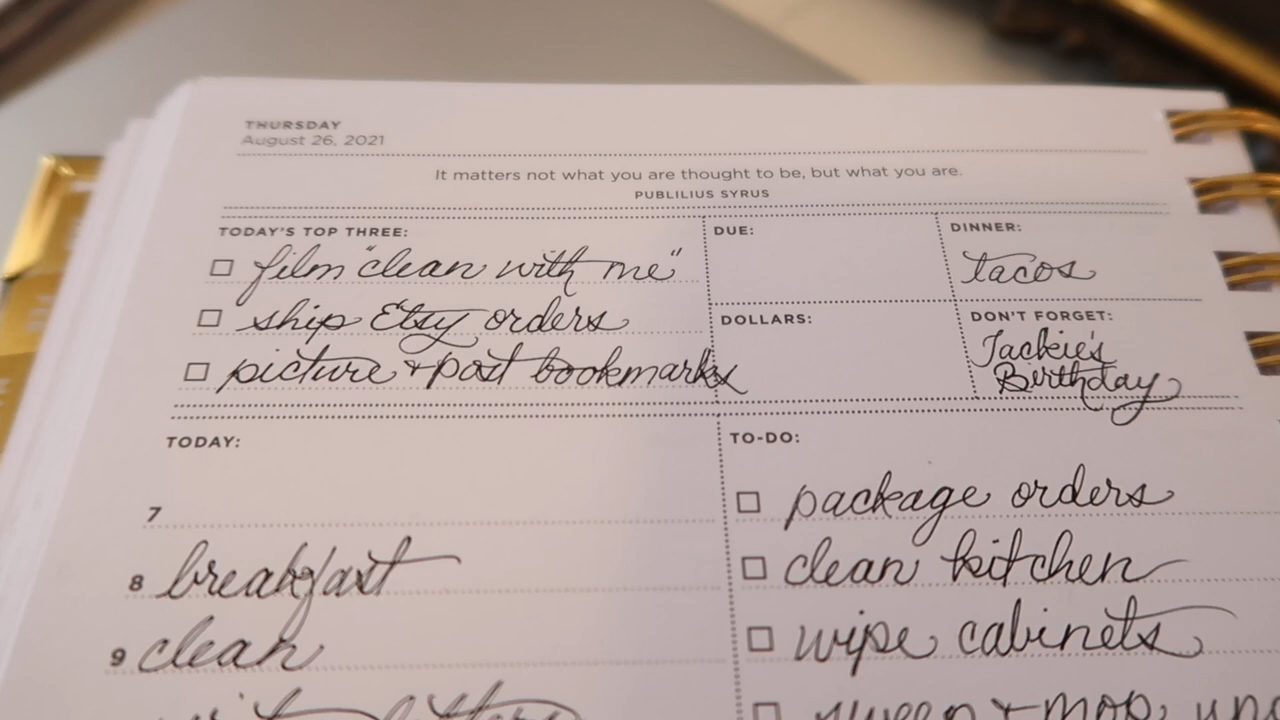 THURSDAY
August 26, 2021
It matters not what you are thought to be, but what you are.
PUBLILIUS SYRUS
TODAY'S TOP THREE:
film "clean with me"
ship Etsy orders
picture + post bookmarks
DUE:
DINNER:
tacos
DOLLARS:
DON'T FORGET:
Jackie's
Birthday
TODAY:
7
8 breakfast
9 clean
TO-DO:
package orders
clean kitchen
wipe cabinets
sweep + mop